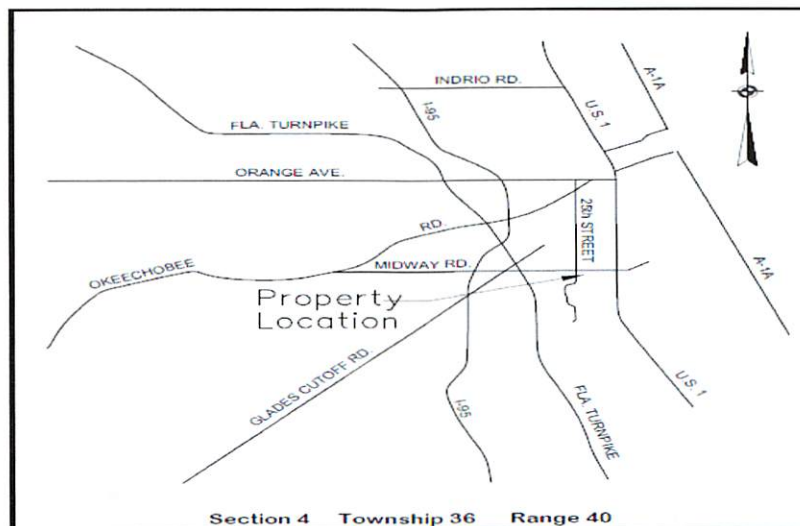 INDRIO RD.
A-1A
I-95
U.S. 1
FLA. TURNPIKE
ORANGE AVE.
25th STREET
RD.
OKEECHOBEE
MIDWAY RD.
A-1A
Property
Location
GLADES CUTOFF RD.
I-95
FLA. TURNPIKE
U.S. 1
Section 4 Township 36 Range 40